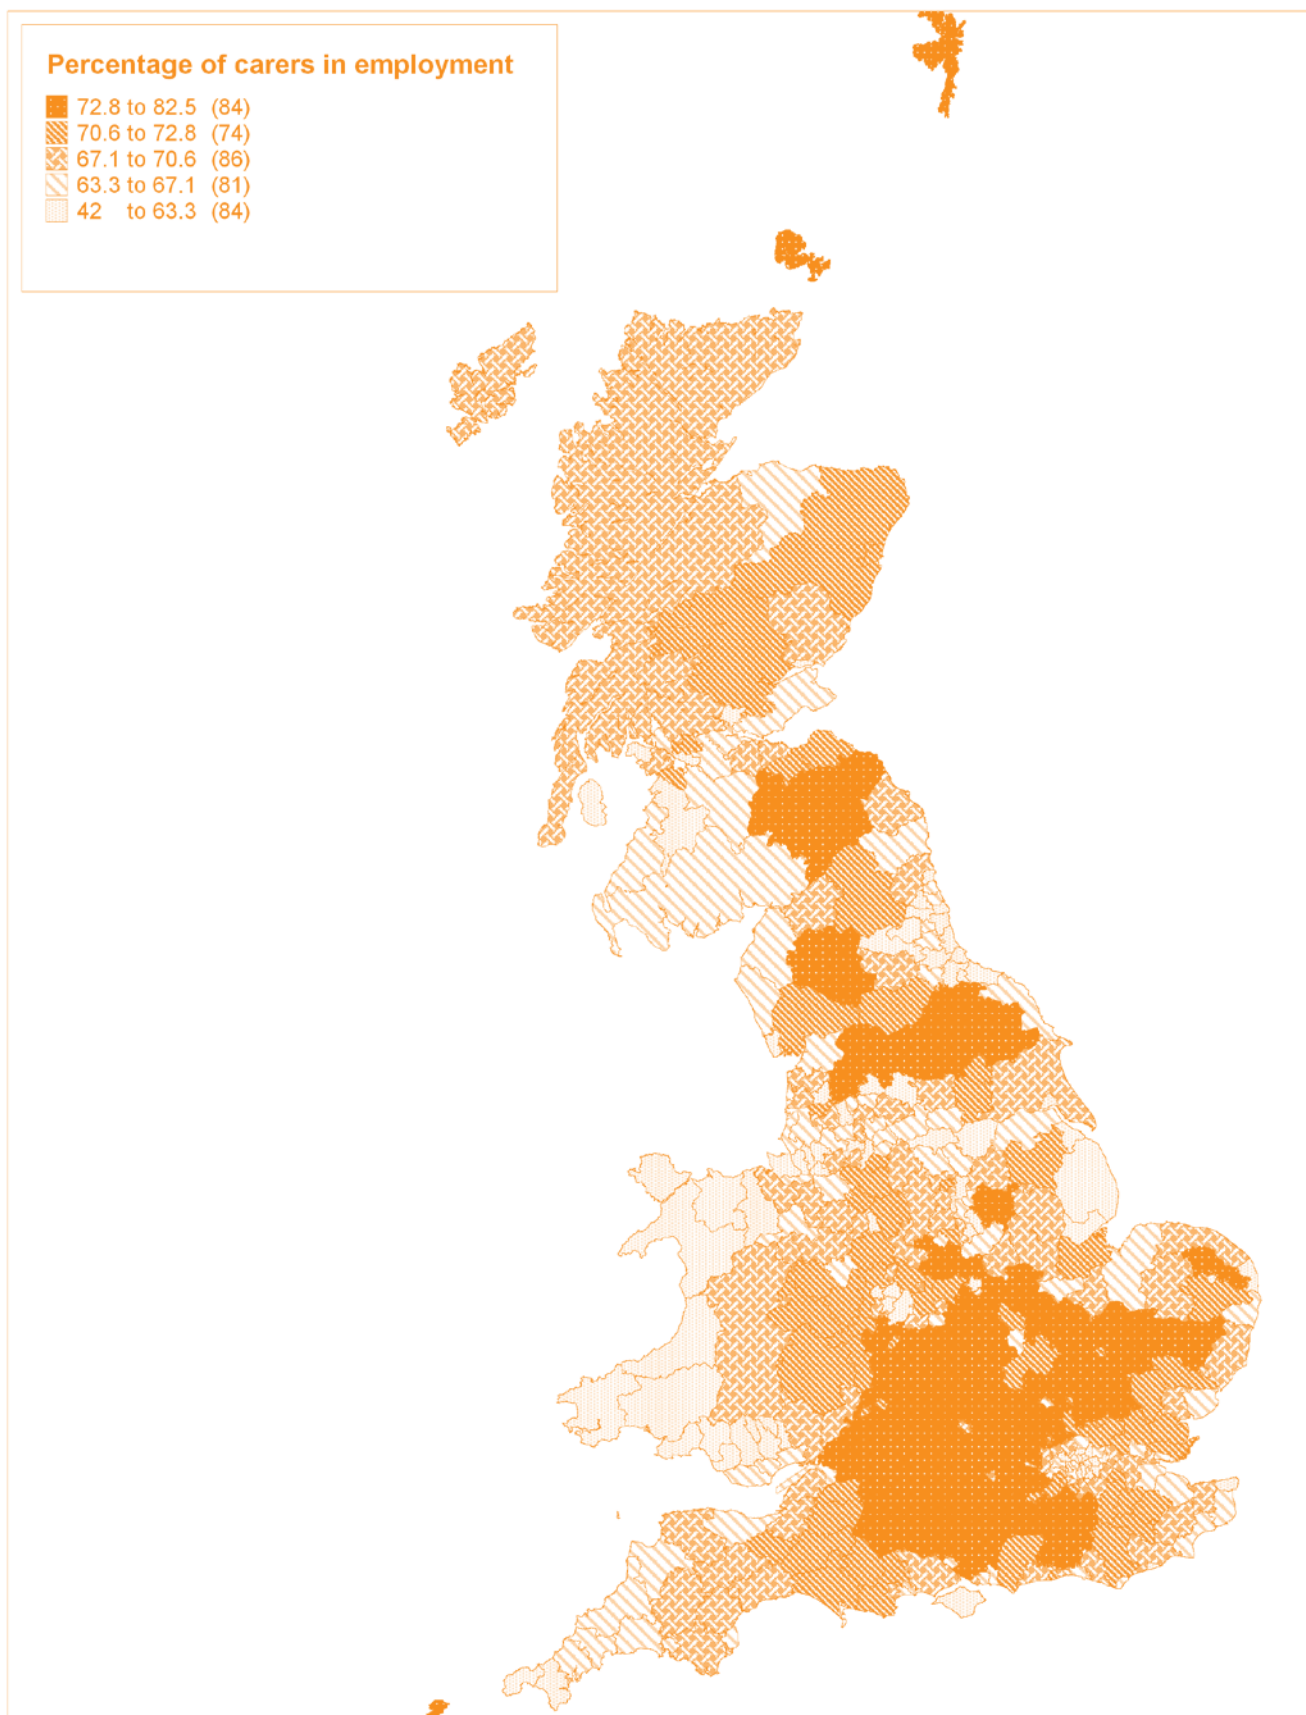 Percentage of carers in employment
72.8 to 82.5 (84)
70.6 to 72.8 (74)
67.1 to 70.6 (86)
63.3 to 67.1 (81)
42 to 63.3 (84)